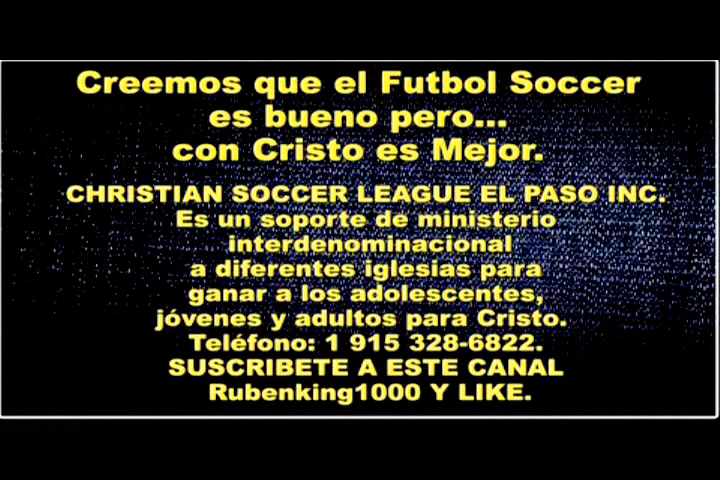 Creemos que el Futbol Soccer
es bueno pero...
con Cristo es Mejor.
CHRISTIAN SOCCER LEAGUE EL PASO INC.
Es un soporte de ministerio
interdenominacional
a diferentes iglesias para
ganar a los adolescentes,
jóvenes y adultos para Cristo.
Teléfono: 1 915 328-6822.
SUSCRIBETE A ESTE CANAL
Rubenking1000 Y LIKE.